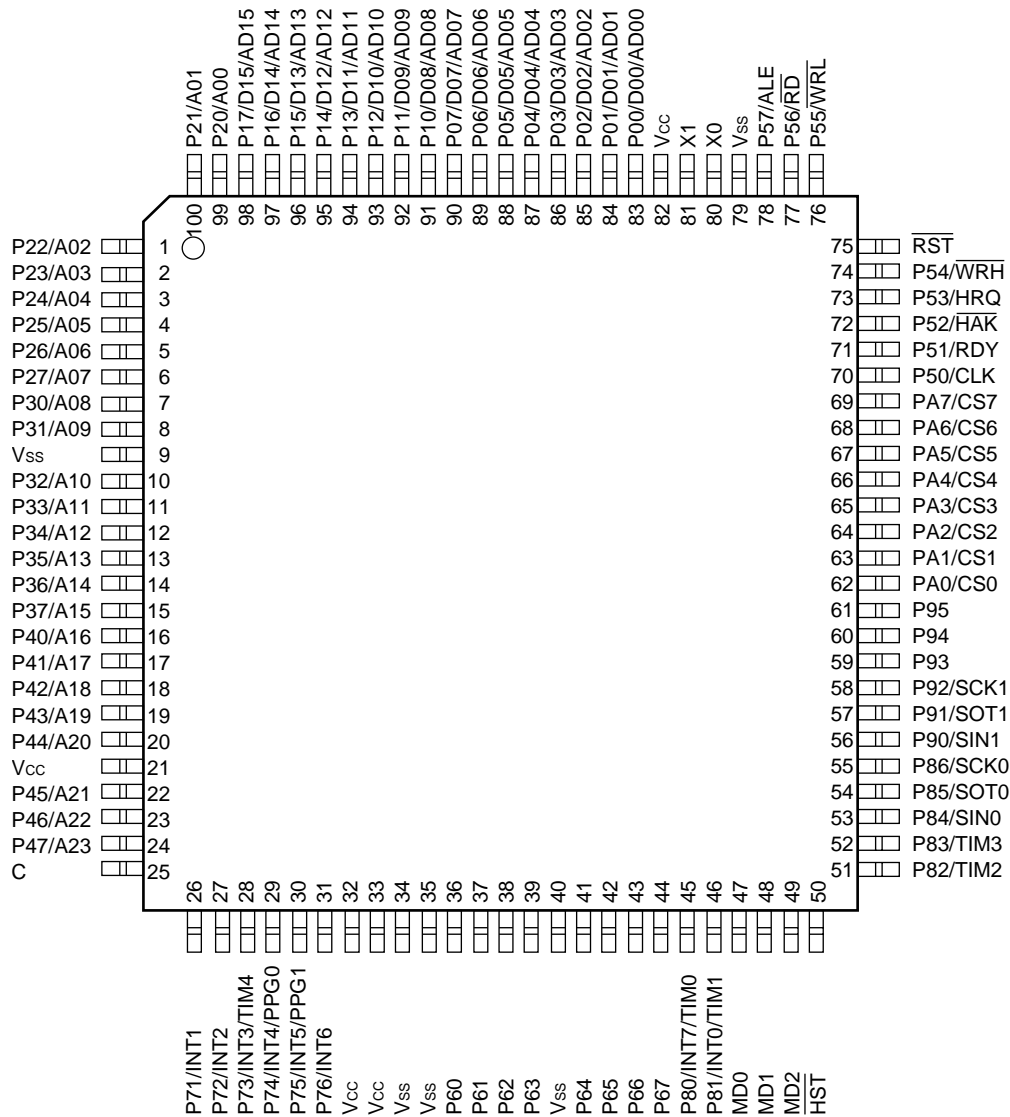 P21/A01
P20/A00
P17/D15/AD15
P16/D14/AD14
P15/D13/AD13
P14/D12/AD12
P13/D11/AD11
P12/D10/AD10
P11/D09/AD09
P10/D08/AD08
P07/D07/AD07
P06/D06/AD06
P05/D05/AD05
P04/D04/AD04
P03/D03/AD03
P02/D02/AD02
P01/D01/AD01
P00/D00/AD00
Vcc
X1
X0
Vss
P57/ALE
P56/RD
P55/WRL
100 99 98 97 96 95 94 93 92 91 90 89 88 87 86 85 84 83 82 81 80 79 78 77 76
P22/A02 1
P23/A03 2
P24/A04 3
P25/A05 4
P26/A06 5
P27/A07 6
P30/A08 7
P31/A09 8
Vss 9
P32/A10 10
P33/A11 11
P34/A12 12
P35/A13 13
P36/A14 14
P37/A15 15
P40/A16 16
P41/A17 17
P42/A18 18
P43/A19 19
P44/A20 20
Vcc 21
P45/A21 22
P46/A22 23
P47/A23 24
C 25
75 RST
74 P54/WRH
73 P53/HRQ
72 P52/HAK
71 P51/RDY
70 P50/CLK
69 PA7/CS7
68 PA6/CS6
67 PA5/CS5
66 PA4/CS4
65 PA3/CS3
64 PA2/CS2
63 PA1/CS1
62 PA0/CS0
61 P95
60 P94
59 P93
58 P92/SCK1
57 P91/SOT1
56 P90/SIN1
55 P86/SCK0
54 P85/SOT0
53 P84/SIN0
52 P83/TIM3
51 P82/TIM2
26 27 28 29 30 31 32 33 34 35 36 37 38 39 40 41 42 43 44 45 46 47 48 49 50
P71/INT1
P72/INT2
P73/INT3/TIM4
P74/INT4/PPG0
P75/INT5/PPG1
P76/INT6
Vcc
Vcc
Vss
Vss
P60
P61
P62
P63
Vss
P64
P65
P66
P67
P80/INT7/TIM0
P81/INT0/TIM1
MD0
MD1
MD2
HST